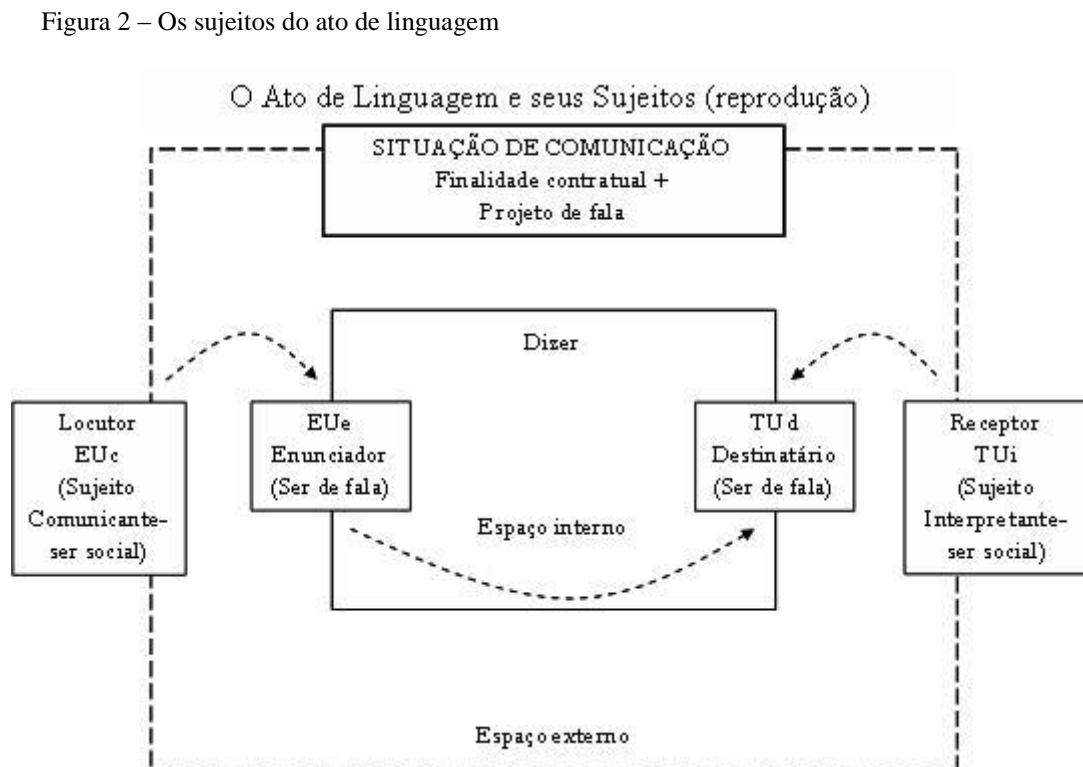 Figura 2 – Os sujeitos do ato de linguagem
O Ato de Linguagem e seus Sujeitos (reprodução)
SITUAÇÃO DE COMUNICAÇÃO
Finalidade contratual +
Projeto de fala
Dizer
Locutor
EUc
(Sujeito
Comunicante-
ser social)
EUe
Enunciador
(Ser de fala)
TUd
Destinatário
(Ser de fala)
Receptor
TUi
(Sujeito
Interpretante-
ser social)
Espaço interno
Espaço externo